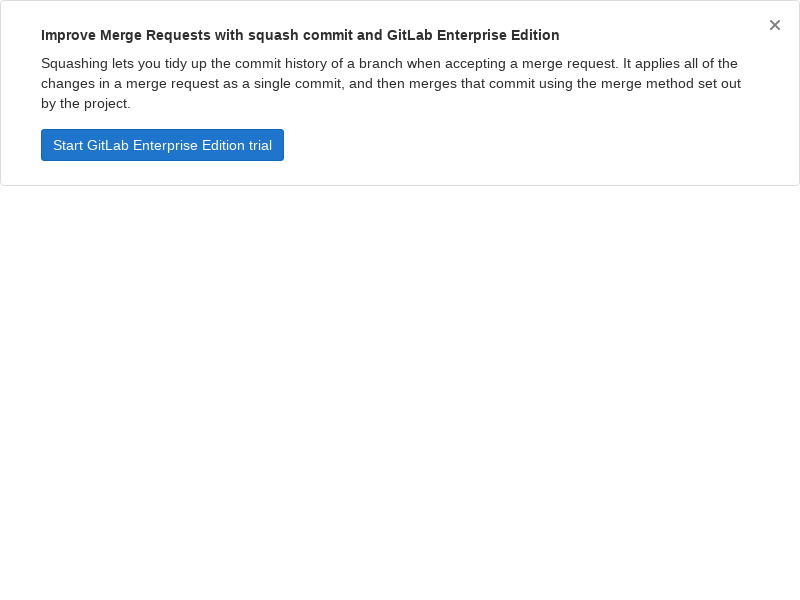 Improve Merge Requests with squash commit and GitLab Enterprise Edition
Squashing lets you tidy up the commit history of a branch when accepting a merge request. It applies all of the
changes in a merge request as a single commit, and then merges that commit using the merge method set out
by the project.
Start GitLab Enterprise Edition trial